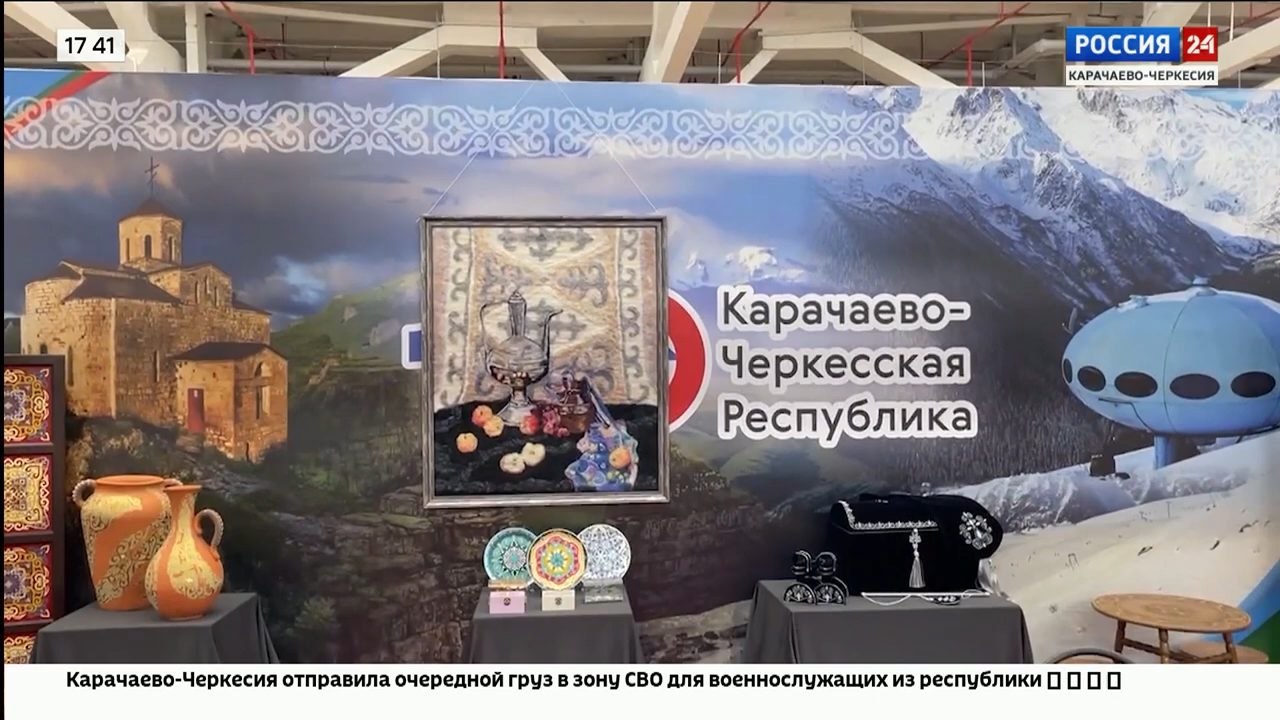 17 41
РОССИЯ 24
КАРАЧАЕВО-ЧЕРКЕСИЯ
Карачаево-
Черкесская
Республика
Карачаево-Черкесия отправила очередной груз в зону СВО для военнослужащих из республики